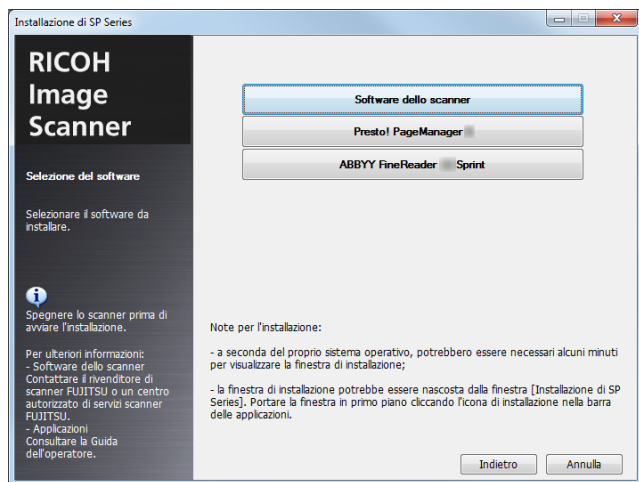 Installazione di SP Series
RICOH
Image
Scanner
Selezione del software
Selezionare il software da
installare.
Spegnere lo scanner prima di
avviare l'installazione.
Per ulteriori informazioni:
- Software dello scanner
Contattare il rivenditore di
scanner FUJITSU o un centro
autorizzato di servizi scanner
FUJITSU.
- Applicazioni
Consultare la Guida
dell'operatore.
Software dello scanner
Presto! PageManager
ABBYY FineReader Sprint
Note per l'installazione:
- a seconda del proprio sistema operativo, potrebbero essere necessari alcuni minuti
per visualizzare la finestra di installazione;
- la finestra di installazione potrebbe essere nascosta dalla finestra [Installazione di SP
Series]. Portare la finestra in primo piano cliccando l'icona di installazione nella barra
delle applicazioni.
Indietro
Annulla